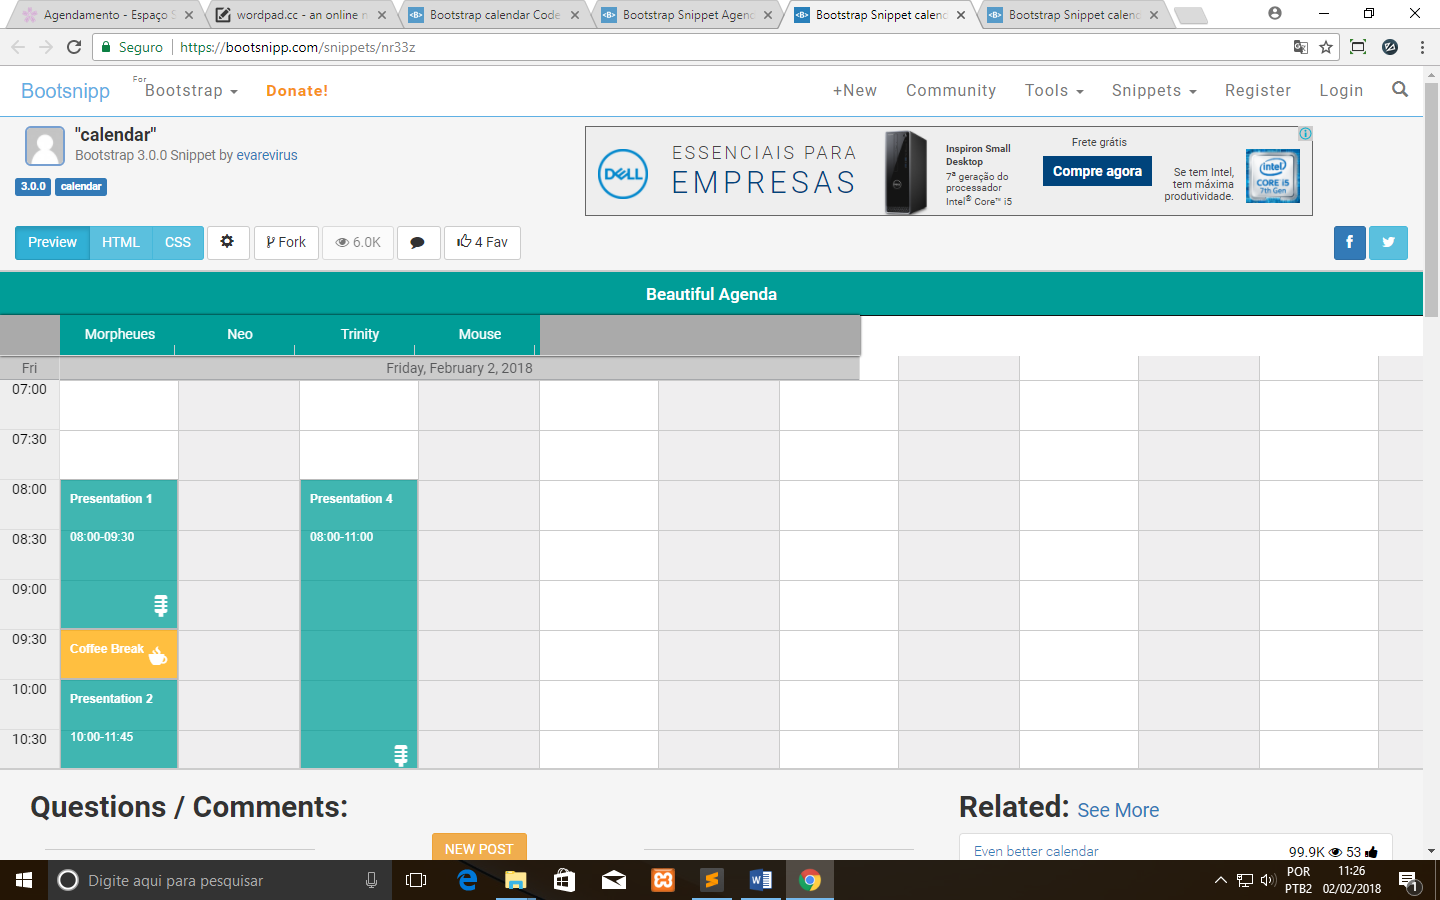 Agendamento - Espaço S
wordpad.cc - an online n
Bootstrap calendar Code
Bootstrap Snippet Agen
Bootstrap Snippet calen
Bootstrap Snippet calend
Seguro
https://bootsnipp.com/snippets/nr33z
Bootsnipp
For
Bootstrap
Donate!
+New
Community
Tools
Snippets
Register
Login
"calendar"
Bootstrap 3.0.0 Snippet by evarevirus
3.0.0
calendar
DELL
ESSENCIAIS PARA
EMPRESAS
Inspiron Small
Desktop
7ª geração do
processador
Intel® Core™ i5
Frete grátis
Compre agora
Se tem Intel,
tem máxima
produtividade.
intel
CORE i5
7th Gen
Preview
HTML
CSS
Fork
6.0K
4 Fav
Beautiful Agenda
Morpheues
Neo
Trinity
Mouse
Fri
Friday, February 2, 2018
07:00
07:30
08:00
Presentation 1
Presentation 4
08:30
08:00-09:30
08:00-11:00
09:00
09:30
Coffee Break
10:00
Presentation 2
10:30
10:00-11:45
Questions / Comments:
NEW POST
Related: See More
Even better calendar
99.9K
53
Digite aqui para pesquisar
POR
PTB2
11:26
02/02/2018
1